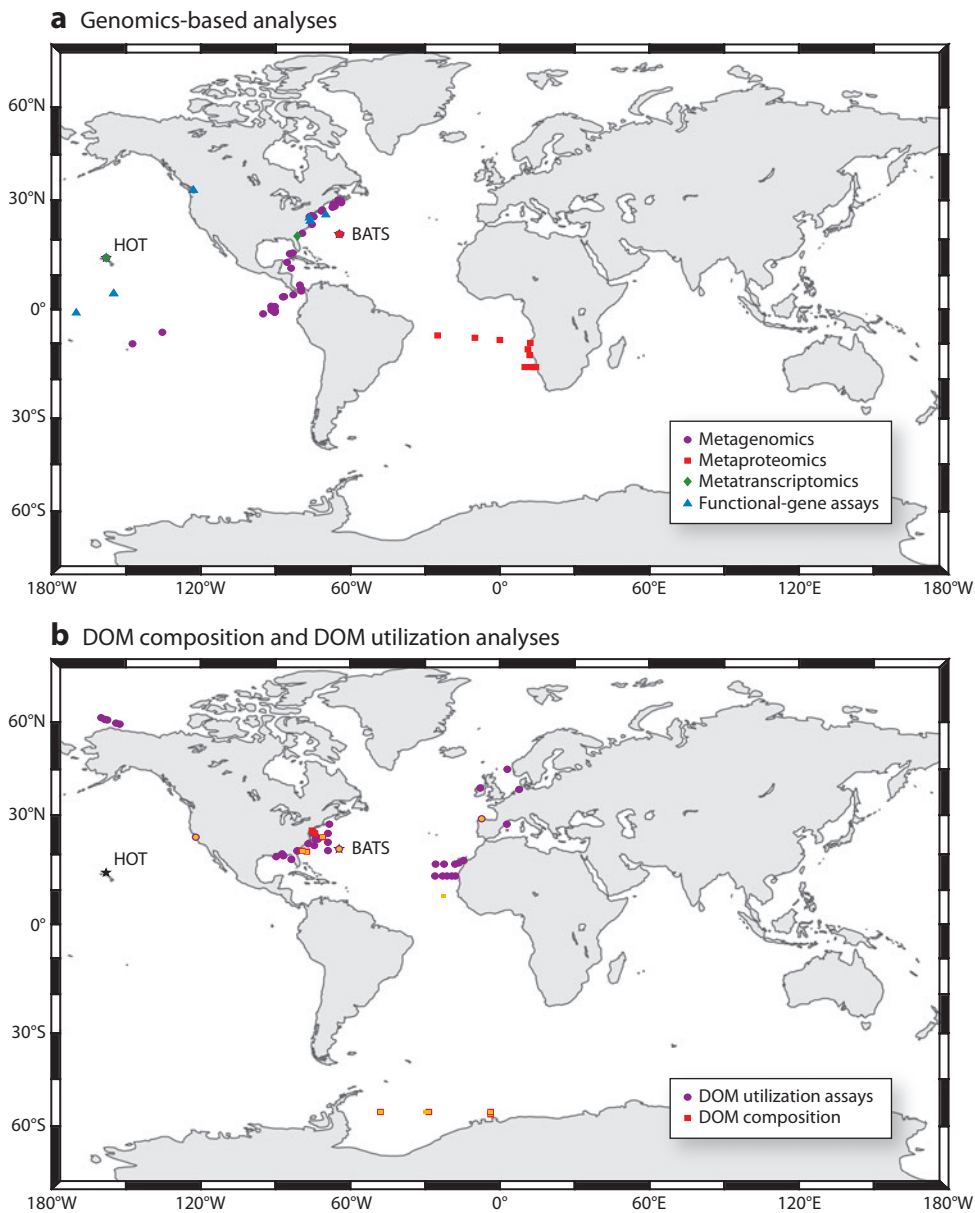 a Genomics-based analyses
60°N
30°N
0°
30°S
60°S
HOT
BATS
Metagenomics
Metaproteomics
Metatranscriptomics
Functional-gene assays
180°W
120°W
60°W
0°
60°E
120°E
180°W
b DOM composition and DOM utilization analyses
60°N
30°N
0°
30°S
60°S
HOT
BATS
DOM utilization assays
DOM composition
180°W
120°W
60°W
0°
60°E
120°E
180°W